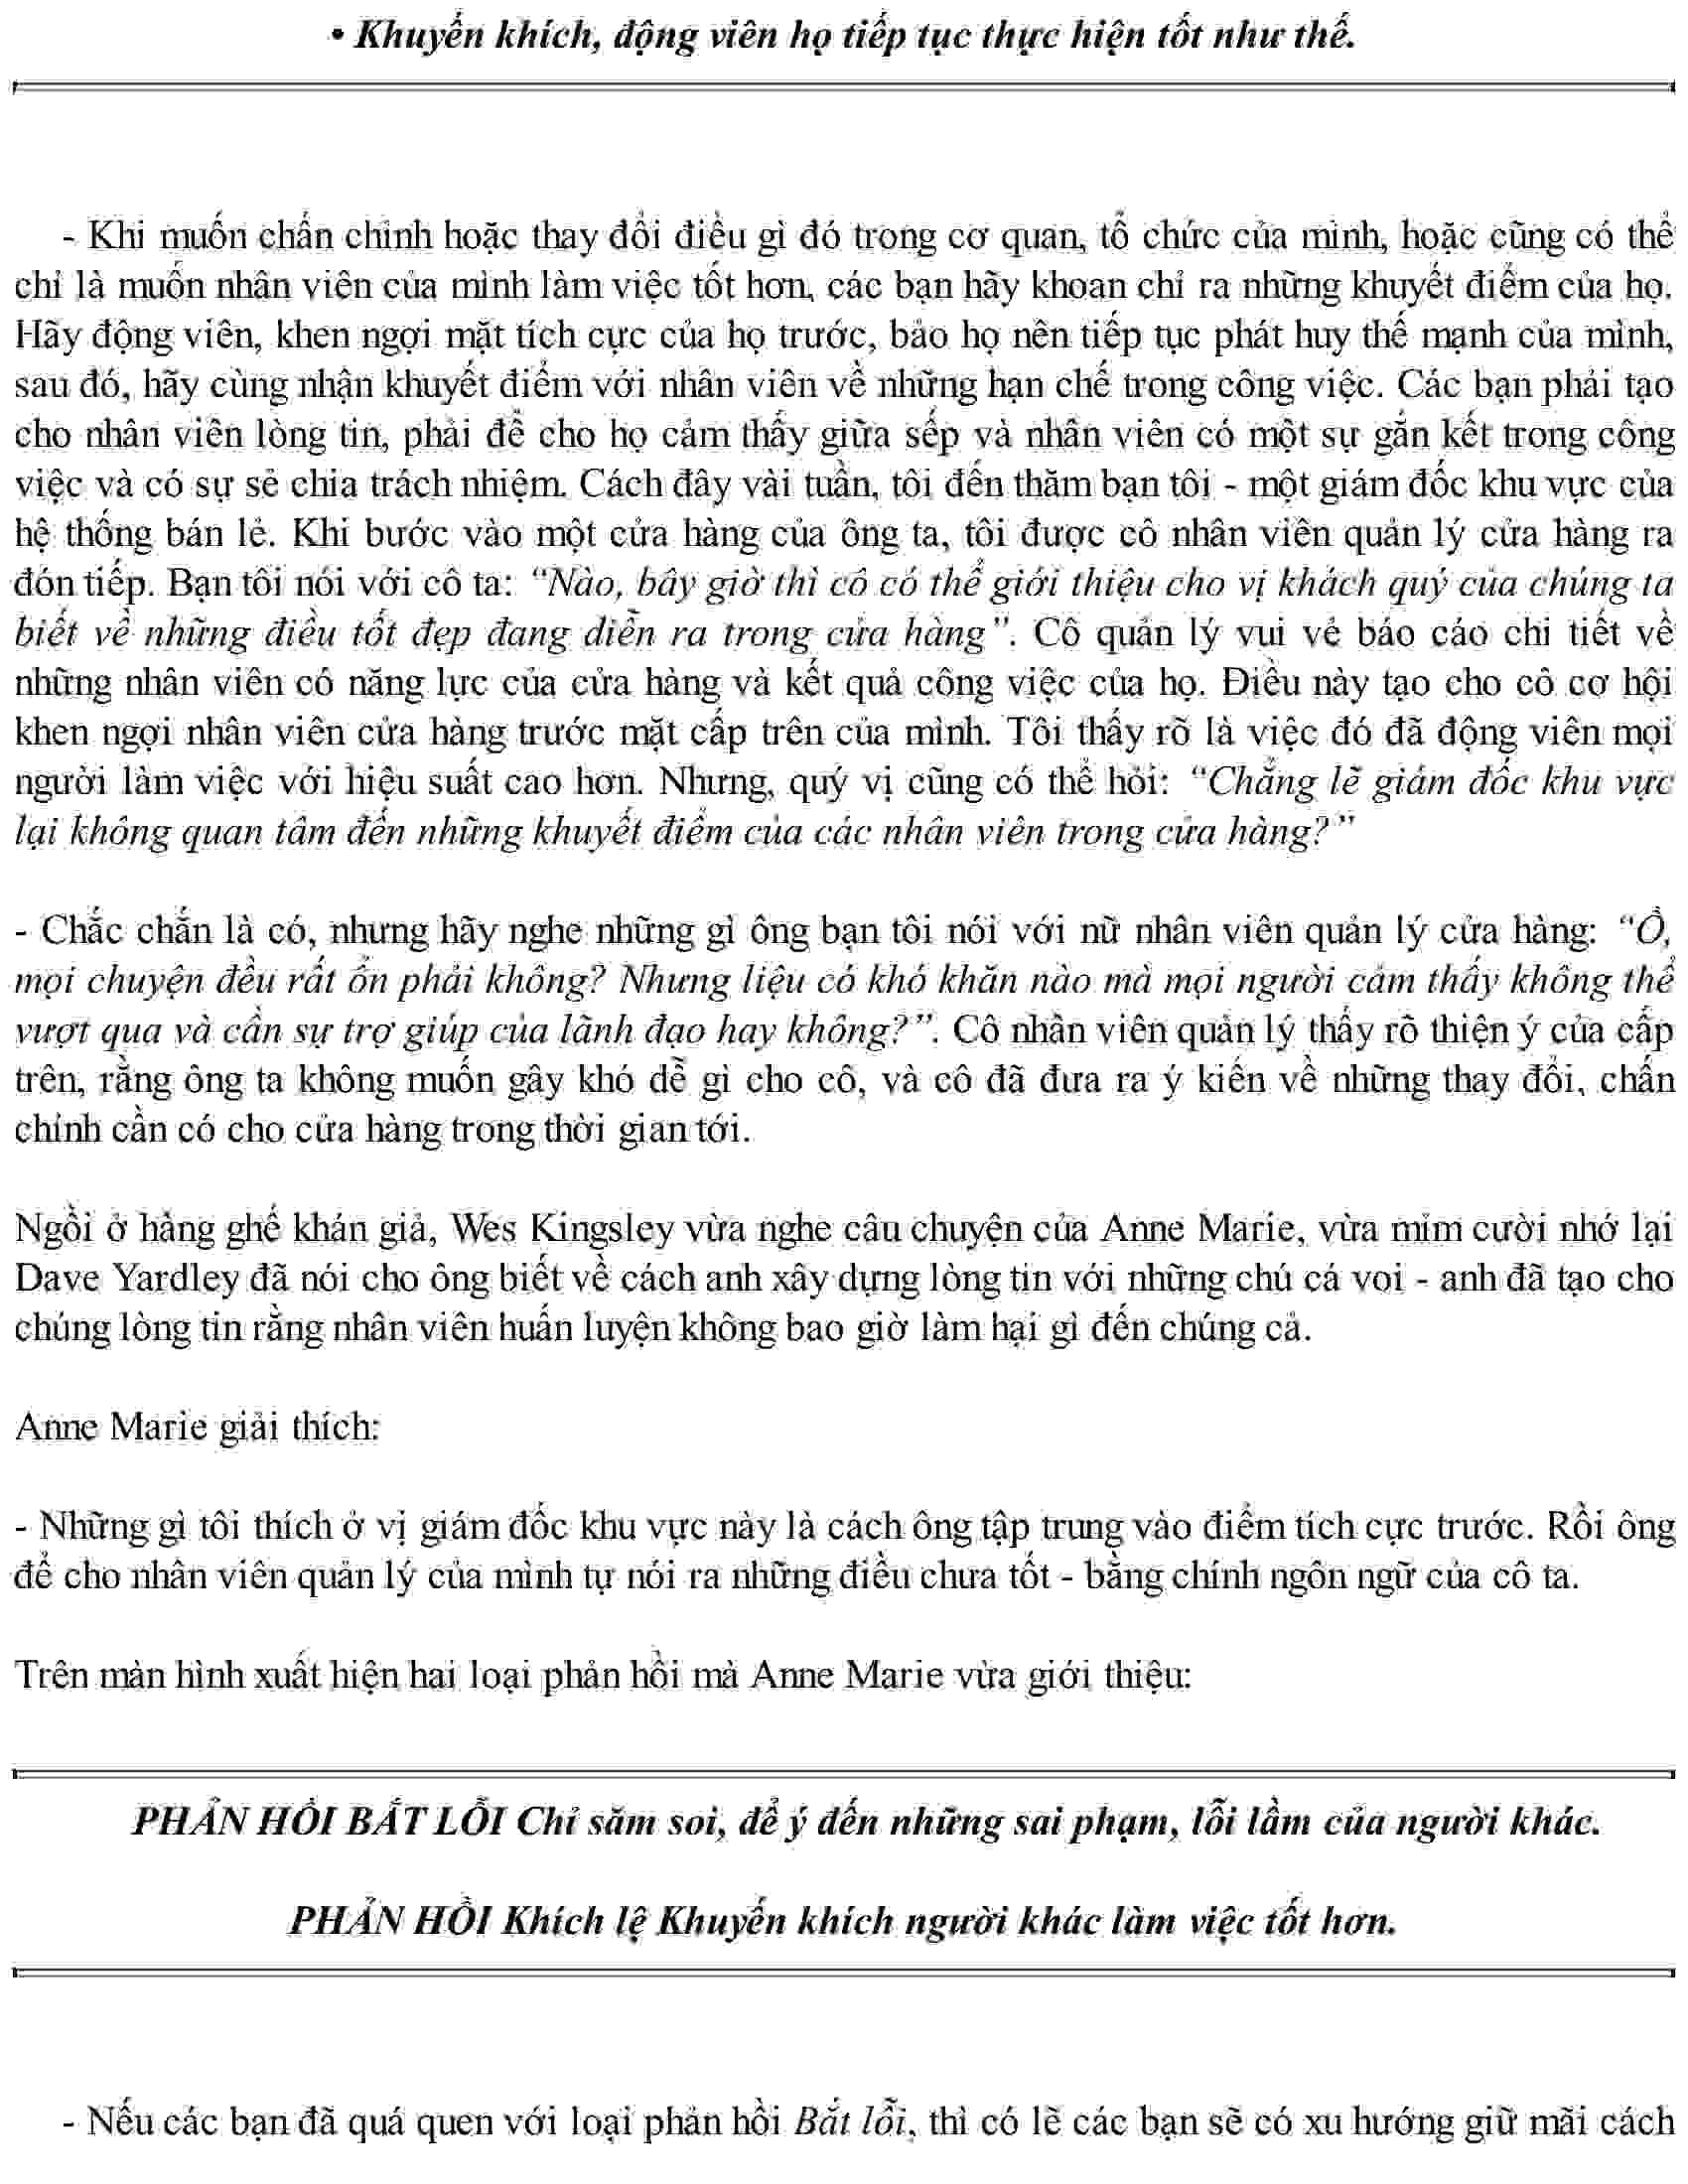 • Khuyến khích, động viên họ tiếp tục thực hiện tốt như thế.
- Khi muốn chấn chỉnh hoặc thay đổi điều gì đó trong cơ quan, tổ chức của mình, hoặc cũng có thể
chỉ là muốn nhân viên của mình làm việc tốt hơn, các bạn hãy khoan chỉ ra những khuyết điểm của họ.
Hãy động viên, khen ngợi mặt tích cực của họ trước, bảo họ nên tiếp tục phát huy thế mạnh của mình,
sau đó, hãy cùng nhận khuyết điểm với nhân viên về những hạn chế trong công việc. Các bạn phải tạo
cho nhân viên lòng tin, phải để cho họ cảm thấy giữa sếp và nhân viên có một sự gắn kết trong công
việc và có sự sẻ chia trách nhiệm. Cách đây vài tuần, tôi đến thăm bạn tôi - một giám đốc khu vực của
hệ thống bán lẻ. Khi bước vào một cửa hàng của ông ta, tôi được cô nhân viên quản lý cửa hàng ra
đón tiếp. Bạn tôi nói với cô ta: “Nào, bây giờ thì cô có thể giới thiệu cho vị khách quý của chúng ta
biết về những điều tốt đẹp đang diễn ra trong cửa hàng”. Cô quản lý vui vẻ báo cáo chi tiết về
những nhân viên có năng lực của cửa hàng và kết quả công việc của họ. Điều này tạo cho cô cơ hội
khen ngợi nhân viên cửa hàng trước mặt cấp trên của mình. Tôi thấy rõ là việc đó đã động viên mọi
người làm việc với hiệu suất cao hơn. Nhưng, quý vị cũng có thể hỏi: “Chẳng lẽ giám đốc khu vực
lại không quan tâm đến những khuyết điểm của các nhân viên trong cửa hàng?”
- Chắc chắn là có, nhưng hãy nghe những gì ông bạn tôi nói với nữ nhân viên quản lý cửa hàng: “Ồ,
mọi chuyện đều rất ổn phải không? Nhưng liệu có khó khăn nào mà mọi người cảm thấy không thể
vượt qua và cần sự trợ giúp của lãnh đạo hay không?”. Cô nhân viên quản lý thấy rõ thiện ý của cấp
trên, rằng ông ta không muốn gây khó dễ gì cho cô, và cô đã đưa ra ý kiến về những thay đổi, chấn
chỉnh cần có cho cửa hàng trong thời gian tới.
Ngồi ở hàng ghế khán giả, Wes Kingsley vừa nghe câu chuyện của Anne Marie, vừa mỉm cười nhớ lại
Dave Yardley đã nói cho ông biết về cách anh xây dựng lòng tin với những chú cá voi - anh đã tạo cho
chúng lòng tin rằng nhân viên huấn luyện không bao giờ làm hại gì đến chúng cả.
Anne Marie giải thích:
- Những gì tôi thích ở vị giám đốc khu vực này là cách ông tập trung vào điểm tích cực trước. Rồi ông
để cho nhân viên quản lý của mình tự nói ra những điều chưa tốt - bằng chính ngôn ngữ của cô ta.
Trên màn hình xuất hiện hai loại phản hồi mà Anne Marie vừa giới thiệu:
PHẢN HỒI BẮT LỖI Chỉ săm soi, để ý đến những sai phạm, lỗi lầm của người khác.
PHẢN HỒI Khích lệ Khuyến khích người khác làm việc tốt hơn.
- Nếu các bạn đã quá quen với loại phản hồi Bắt lỗi, thì có lẽ các bạn sẽ có xu hướng giữ mãi cách